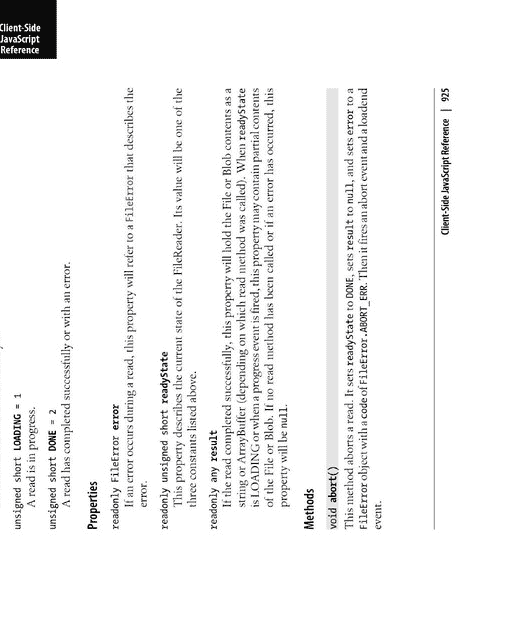 Client-Side
JavaScript
Reference
unsigned short LOADING = 1
A read is in progress.
unsigned short DONE = 2
A read has completed successfully or with an error.
Properties
readonly FileError error
If an error occurs during a read, this property will refer to a FileError that describes the
error.
readonly unsigned short readyState
This property describes the current state of the FileReader. Its value will be one of the
three constants listed above.
readonly any result
If the read completed successfully, this property will hold the File or Blob contents as a
string or ArrayBuffer (depending on which read method was called). When readyState
is LOADING or when a progress event is fired, this property may contain partial contents
of the File or Blob. If no read method has been called or if an error has occurred, this
property will be null.
Methods
void abort()
This method aborts a read. It sets readyState to DONE, sets result to null, and sets error to a
FileError object with a code of FileError.ABORT_ERR. Then it fires an abort event and a loadend
event.
Client-Side JavaScript Reference | 925